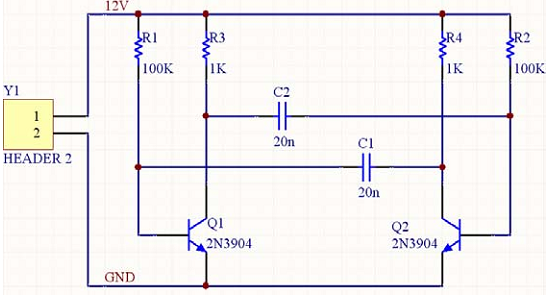 12V
R1
R3
R4
R2
100K
1K
1K
100K
Y1
C2
1
2
20n
C1
HEADER 2
20n
Q1
Q2
2N3904
2N3904
GND